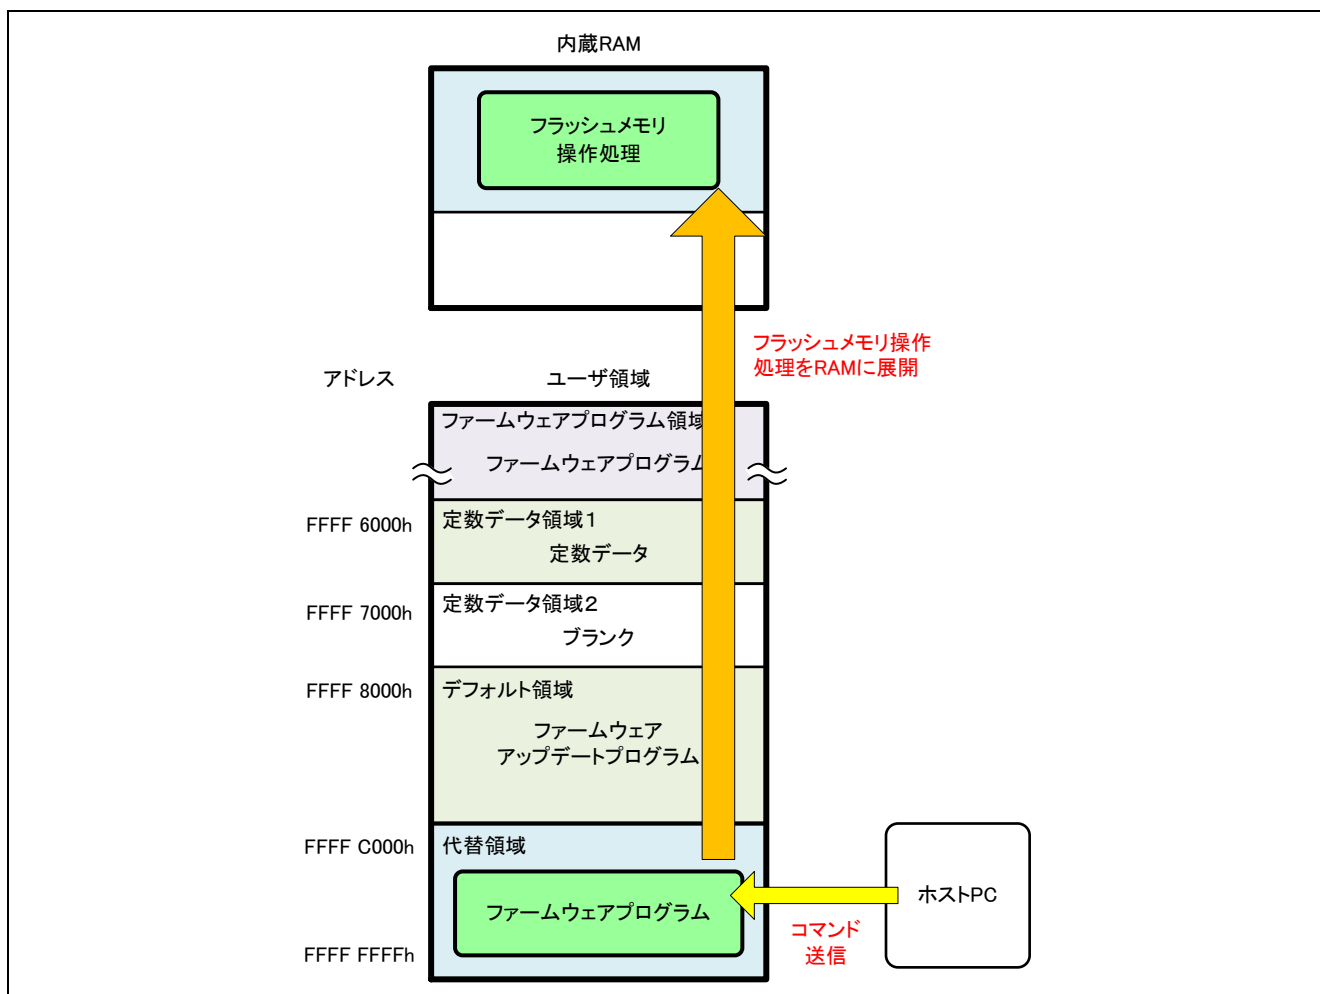 内蔵RAM
フラッシュメモリ
操作処理
フラッシュメモリ操作
処理をRAMに展開
アドレス
ユーザ領域
ファームウェアプログラム領域
ファームウェアプログラム
FFFF 6000h
定数データ領域１
定数データ
FFFF 7000h
定数データ領域２
ブランク
FFFF 8000h
デフォルト領域
ファームウェア
アップデートプログラム
FFFF C000h
代替領域
ファームウェアプログラム
ホストPC
コマンド
送信
FFFF FFFFh